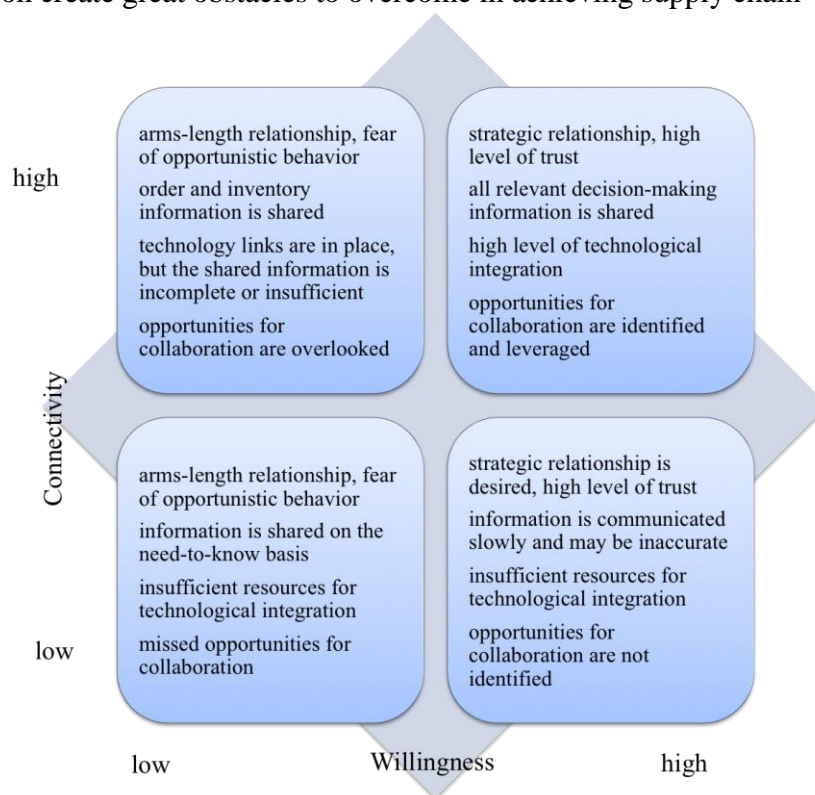 ion create great obstacles to overcome in achieving supply chain
high
arms-length relationship, fear
of opportunistic behavior
order and inventory
information is shared
technology links are in place,
but the shared information is
incomplete or insufficient
opportunities for
collaboration are overlooked
strategic relationship, high
level of trust
all relevant decision-making
information is shared
high level of technological
integration
opportunities for
collaboration are identified
and leveraged
Connectivity
arms-length relationship, fear
of opportunistic behavior
information is shared on the
need-to-know basis
insufficient resources for
technological integration
missed opportunities for
collaboration
strategic relationship is
desired, high level of trust
information is communicated
slowly and may be inaccurate
insufficient resources for
technological integration
opportunities for
collaboration are not
identified
low
low
Willingness
high